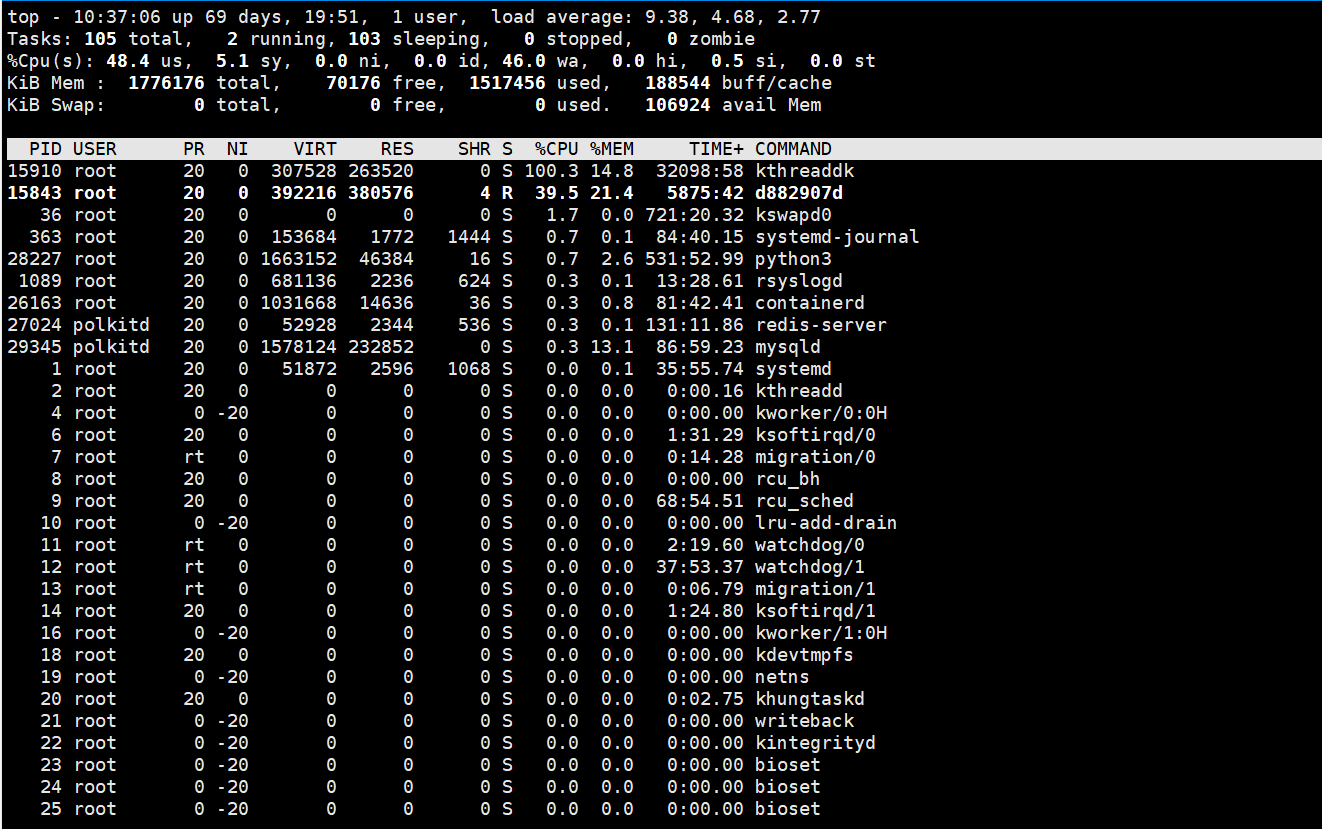 top - 10:37:06 up 69 days, 19:51,  1 user,  load average: 9.38, 4.68, 2.77
Tasks: 105 total,   2 running, 103 sleeping,   0 stopped,   0 zombie
%Cpu(s): 48.4 us,  5.1 sy,  0.0 ni,  0.0 id, 46.0 wa,  0.0 hi,  0.5 si,  0.0 st
KiB Mem :  1776176 total,    70176 free,  1517456 used,   188544 buff/cache
KiB Swap:        0 total,        0 free,        0 used.   106924 avail Mem
  PID USER      PR  NI    VIRT    RES    SHR S  %CPU %MEM     TIME+ COMMAND
15910 root      20   0  307528 263520      0 S 100.3 14.8  32098:58 kthreaddk
15843 root      20   0  392216 380576      4 R  39.5 21.4   5875:42 d882907d
   36 root      20   0       0      0      0 S   1.7  0.0 721:20.32 kswapd0
  363 root      20   0  153684   1772   1444 S   0.7  0.1  84:40.15 systemd-journal
28227 root      20   0 1663152  46384     16 S   0.7  2.6 531:52.99 python3
 1089 root      20   0  681136   2236    624 S   0.3  0.1  13:28.61 rsyslogd
26163 root      20   0 1031668  14636     36 S   0.3  0.8  81:42.41 containerd
27024 polkitd   20   0   52928   2344    536 S   0.3  0.1 131:11.86 redis-server
29345 polkitd   20   0 1578124 232852      0 S   0.3 13.1  86:59.23 mysqld
    1 root      20   0   51872   2596   1068 S   0.0  0.1  35:55.74 systemd
    2 root      20   0       0      0      0 S   0.0  0.0   0:00.16 kthreadd
    4 root       0 -20       0      0      0 S   0.0  0.0   0:00.00 kworker/0:0H
    6 root      20   0       0      0      0 S   0.0  0.0   1:31.29 ksoftirqd/0
    7 root      rt   0       0      0      0 S   0.0  0.0   0:14.28 migration/0
    8 root      20   0       0      0      0 S   0.0  0.0   0:00.00 rcu_bh
    9 root      20   0       0      0      0 S   0.0  0.0  68:54.51 rcu_sched
   10 root       0 -20       0      0      0 S   0.0  0.0   0:00.00 lru-add-drain
   11 root      rt   0       0      0      0 S   0.0  0.0   2:19.60 watchdog/0
   12 root      rt   0       0      0      0 S   0.0  0.0  37:53.37 watchdog/1
   13 root      rt   0       0      0      0 S   0.0  0.0   0:06.79 migration/1
   14 root      20   0       0      0      0 S   0.0  0.0   1:24.80 ksoftirqd/1
   16 root       0 -20       0      0      0 S   0.0  0.0   0:00.00 kworker/1:0H
   18 root      20   0       0      0      0 S   0.0  0.0   0:00.00 kdevtmpfs
   19 root       0 -20       0      0      0 S   0.0  0.0   0:00.00 netns
   20 root      20   0       0      0      0 S   0.0  0.0   0:02.75 khungtaskd
   21 root       0 -20       0      0      0 S   0.0  0.0   0:00.00 writeback
   22 root       0 -20       0      0      0 S   0.0  0.0   0:00.00 kintegrityd
   23 root       0 -20       0      0      0 S   0.0  0.0   0:00.00 bioset
   24 root       0 -20       0      0      0 S   0.0  0.0   0:00.00 bioset
   25 root       0 -20       0      0      0 S   0.0  0.0   0:00.00 bioset